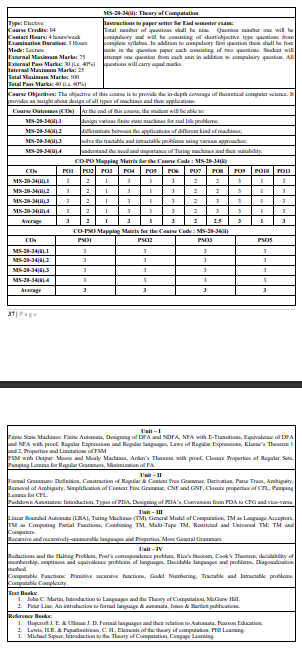 MS-20-34(ii): Theory of Computation
Type: Elective
Course Credits: 04
Contact Hours: 4 hours/week
Examination Duration: 3 Hours
Mode: Lecture
External Maximum Marks: 75
External Pass Marks: 30 (i.e. 40%)
Internal Maximum Marks: 25
Total Maximum Marks: 100
Total Pass Marks: 40 (i.e. 40%)
Instructions to paper setter for End semester exam:
Total number of questions shall be nine. Question number one will be
compulsory and will be consisting of short/objective type questions from
complete syllabus. In addition to compulsory first question there shall be four
units in the question paper each consisting of two questions. Student will
attempt one question from each unit in addition to compulsory question. All
questions will carry equal marks.
Course Objectives: The objective of this course is to provide the in-depth coverage of theoretical computer science. It
provides an insight about design of all types of machines and their applications.
Course Outcomes (COs) At the end of this course, the student will be able to:
MS-20-34(ii).1 design various finite state machines for real life problems;
MS-20-34(ii).2 differentiate between the applications of different kind of machines;
MS-20-34(ii).3 solve the tractable and intractable problems using various approaches;
MS-20-34(ii).4 understand the need and importance of Turing machines and their suitability.
CO-PO Mapping Matrix for the Course Code : MS-20-34(ii)
COs PO1 PO2 PO3 PO4 PO5 PO6 PO7 PO8 PO9 PO10 PO11
MS-20-34(ii).1 3 2 1 3 1 3 2 2 3 1 3
MS-20-34(ii).2 3 2 1 3 1 3 2 2 3 1 3
MS-20-34(ii).3 3 2 1 3 1 3 2 3 3 1 3
MS-20-34(ii).4 3 2 1 3 1 3 2 3 3 1 3
Average 3 2 1 3 1 3 2 2.5 3 1 3
CO-PSO Mapping Matrix for the Course Code : MS-20-34(ii)
COs PSO1 PSO2 PSO3 PSO5
MS-20-34(ii).1 3 3 3 3
MS-20-34(ii).2 3 3 3 3
MS-20-34(ii).3 3 3 3 3
MS-20-34(ii).4 3 3 3 3
Average 3 3 3 3
37 | Page
Unit – I
Finite State Machines: Finite Automata, Designing of DFA and NDFA, NFA with E-Transitions, Equivalence of DFA
and NFA with proof, Regular Expressions and Regular languages, Laws of Regular Expressions, Kleene's Theorem 1
and 2, Properties and Limitations of FSM
FSM with Output: Moore and Mealy Machines, Arden's Theorem with proof, Closure Properties of Regular Sets,
Pumping Lemma for Regular Grammers, Minimization of FA.
Unit – II
Formal Grammars: Definition, Construction of Regular & Context Free Grammar, Derivation, Parse Trees, Ambiguity,
Removal of Ambiguity, Simplification of Context Free Grammar, CNF and GNF, Closure properties of CFL, Pumping
Lemma for CFL.
Pushdown Automaton: Introduction, Types of PDA, Designing of PDA's, Conversion from PDA to CFG and vice-versa.
Unit – III
Linear Bounded Automata (LBA), Turing Machines (TM), General Model of Computation, TM as Language Acceptors,
TM as Computing Partial Functions, Combining TM, Multi-Tape TM, Restricted and Universal TM; TM and
Computers.
Recursive and recursively-enumerable languages and Properties, More General Grammars
Unit – IV
Reductions and the Halting Problem, Post's correspondence problem, Rice's theorem, Cook's Theorem, decidability of
membership, emptiness and equivalence problems of languages, Decidable languages and problems, Diagonalization
method.
Computable Functions: Primitive recursive functions, Godel Numbering, Tractable and Intractable problems,
Computable Complexity.
Text Books:
1. John C. Martin, Introduction to Languages and the Theory of Computation, McGraw Hill.
2. Peter Linz, An introduction to formal language & automata, Jones & Bartlett publications.
Reference Books:
1. Hopcroft J. E. & Ullman J. D, Formal languages and their relation to Automata, Pearson Education.
2. Lewis, H.R. & Papadimitrious, C. H., Elements of the theory of computation, PHI Learning.
3. Michael Sipser, Introduction to the Theory of Computation, Cengage Learning.